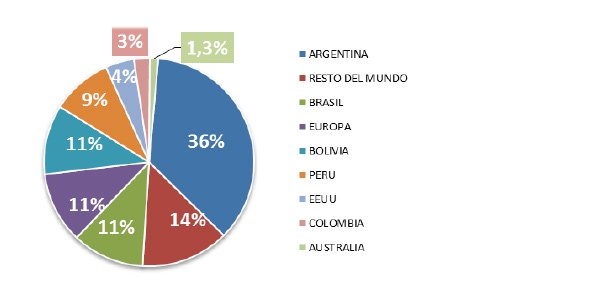 3%
1,3%
4%
9%
36%
11%
11%
11%
14%
ARGENTINA
RESTO DEL MUNDO
BRASIL
EUROPA
BOLIVIA
PERU
EEUU
COLOMBIA
AUSTRALIA